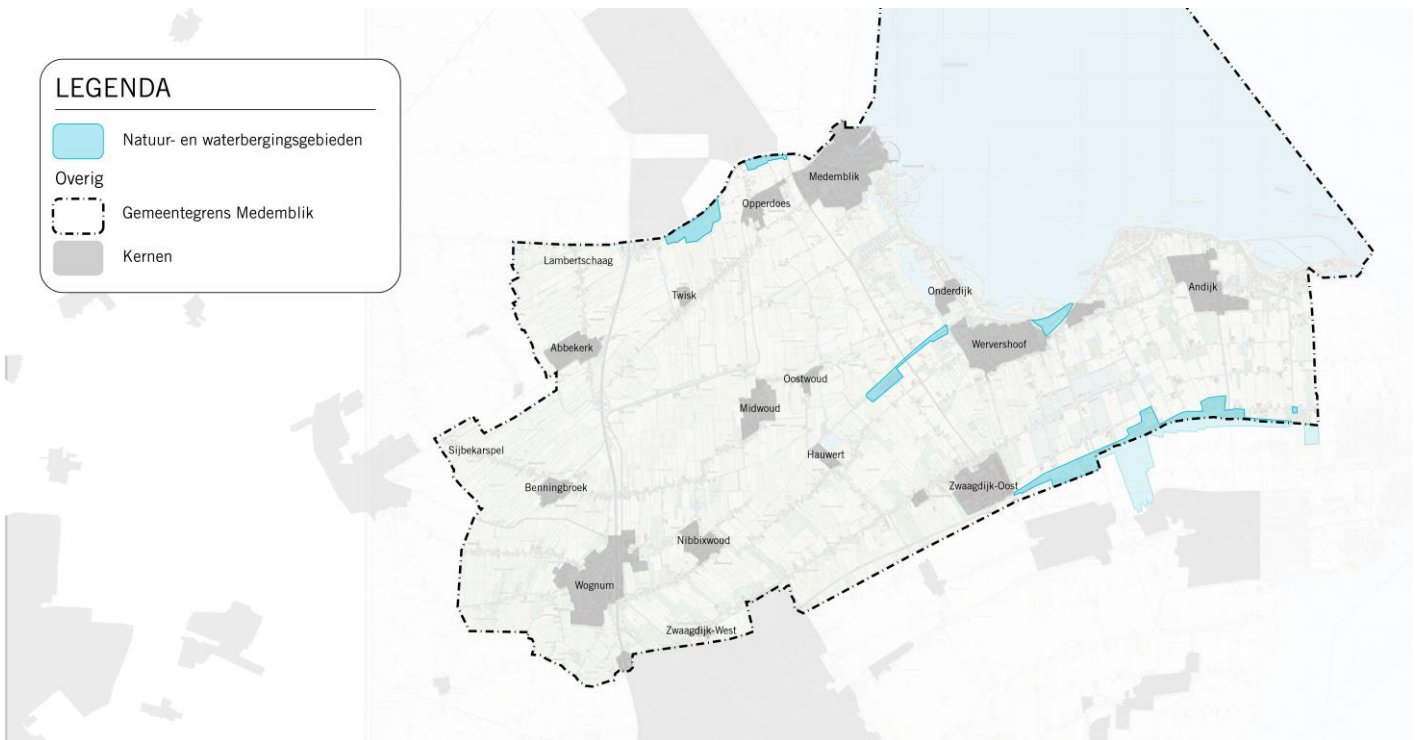 LEGENDA
Natuur- en waterbergingsgebieden
Overig
Gemeentegrens Medemblik
Kernen
Medemblik
Opperdoes
Lambertschaag
Twisk
Onderdijk
Andijk
Wervershoof
Abbekerk
Oostwoud
Midwoud
Sijbekarspel
Hauwert
Benningbroek
Zwaagdijk-Oost
Nibbixwoud
Wognum
Zwaagdijk-West